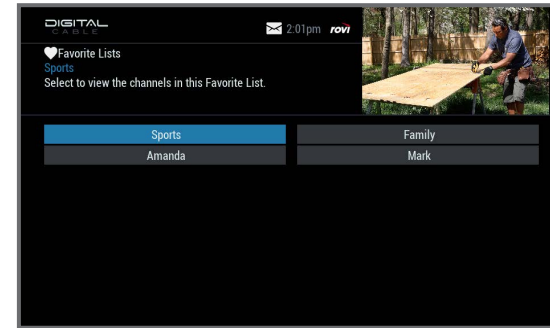 DIGITAL
CABLE
2:01pm rovi
Favorite Lists
Sports
Select to view the channels in this Favorite List.
Sports Family
Amanda Mark